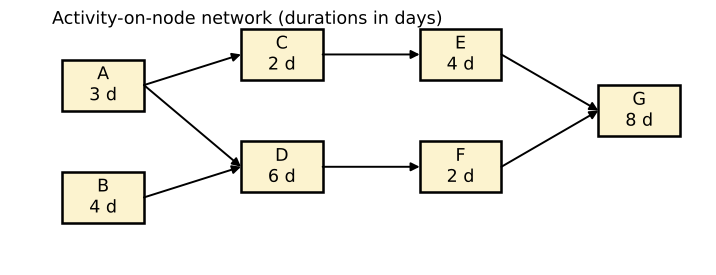 Activity-on-node network (durations in days)
A
3 d
B
4 d
C
2 d
D
6 d
E
4 d
F
2 d
G
8 d